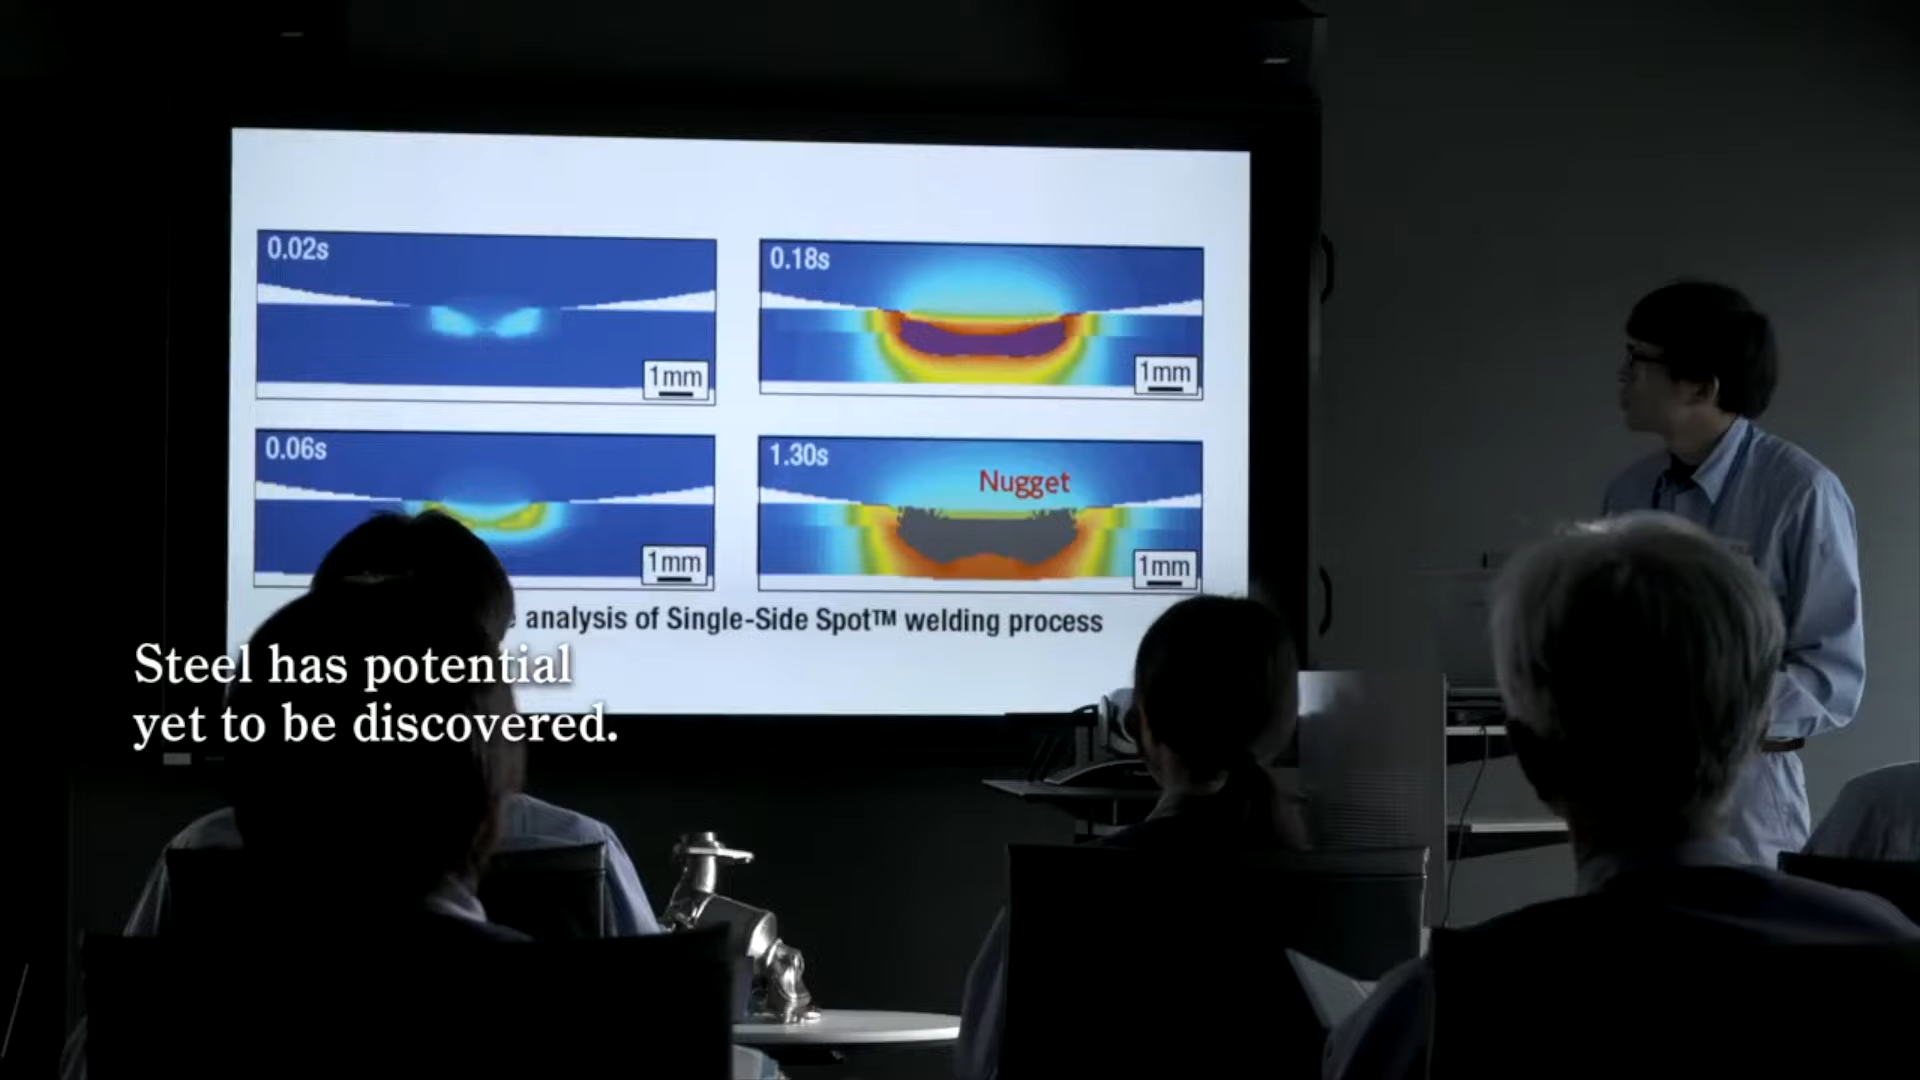 0.02s
1mm
0.18s
1mm
0.06s
1mm
1.30s
Nugget
1mm
analysis of Single-Side Spot™ welding process
Steel has potential
yet to be discovered.